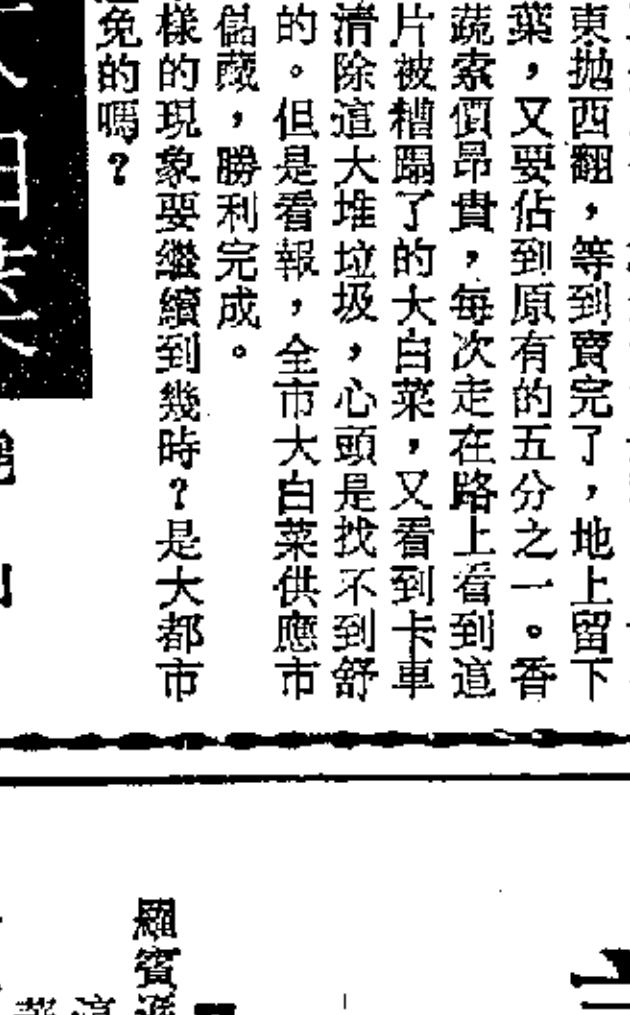 東拋西翻，等到賣完了，地上留下
葉，又要佔到原有的五分之一。香
蔬索價昂貴，每次走在路上看到這
片被糟蹋了的大白菜，又看到卡車
清除這大堆垃圾，心頭是找不到舒
的。但是看報，全市大白菜供應市
儲藏，勝利完成。
樣的現象要繼續到幾時？是大都市
免的嗎？
羅賓遜